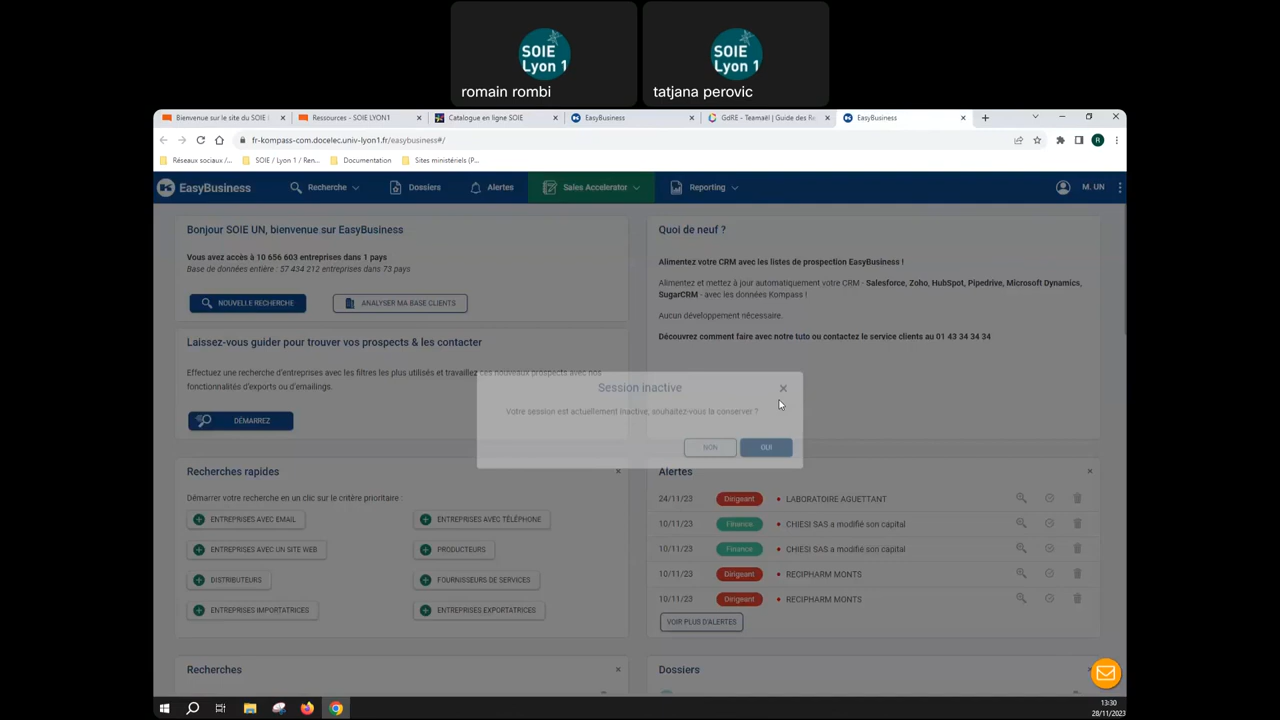 SOIE
Lyon 1
romain rombi
SOIE
Lyon 1
tatjana perovic
Bienvenue sur le site du SOIE
Ressources - SOIE LYON1
Catalogue en ligne SOIE
EasyBusiness
GdRE - Teamaël | Guide des Re
EasyBusiness
fr-kompass-com.docelec.univ-lyon1.fr/easybusiness#/
R
Réseaux sociaux /...
SOIE / Lyon 1 / Ren...
Documentation
Sites ministériels (P...
EasyBusiness
Recherche
Dossiers
Alertes
Sales Accelerator
Reporting
M. UN
Bonjour SOIE UN, bienvenue sur EasyBusiness
Vous avez accès à 10 656 603 entreprises dans 1 pays
Base de données entière : 57 434 212 entreprises dans 73 pays
NOUVELLE RECHERCHE
ANALYSER MA BASE CLIENTS
Quoi de neuf ?
Alimentez votre CRM avec les listes de prospection EasyBusiness !
Alimentez et mettez à jour automatiquement votre CRM - Salesforce, Zoho, HubSpot, Pipedrive, Microsoft Dynamics,
SugarCRM - avec les données Kompass !
Aucun développement nécessaire.
Découvrez comment faire avec notre tuto ou contactez le service clients au 01 43 34 34 34
Laissez-vous guider pour trouver vos prospects & les contacter
Effectuez une recherche d'entreprises avec les filtres les plus utilisés et travaillez ces nouveaux prospects avec nos
fonctionnalités d'exports ou d'emailings.
DÉMARREZ
Session inactive
Votre session est actuellement inactive, souhaitez-vous la conserver ?
NON
OUI
Recherches rapides
Démarrer votre recherche en un clic sur le critère prioritaire :
ENTREPRISES AVEC EMAIL
ENTREPRISES AVEC TÉLÉPHONE
ENTREPRISES AVEC UN SITE WEB
PRODUCTEURS
DISTRIBUTEURS
FOURNISSEURS DE SERVICES
ENTREPRISES IMPORTATRICES
ENTREPRISES EXPORTATRICES
Alertes
24/11/23 Dirigeant LABORATOIRE AGUETTANT
10/11/23 Finance CHIESI SAS a modifié son capital
10/11/23 Finance CHIESI SAS a modifié son capital
10/11/23 Dirigeant RECIPHARM MONTS
10/11/23 Dirigeant RECIPHARM MONTS
VOIR PLUS D'ALERTES
Recherches
Dossiers
13:30
28/11/2023